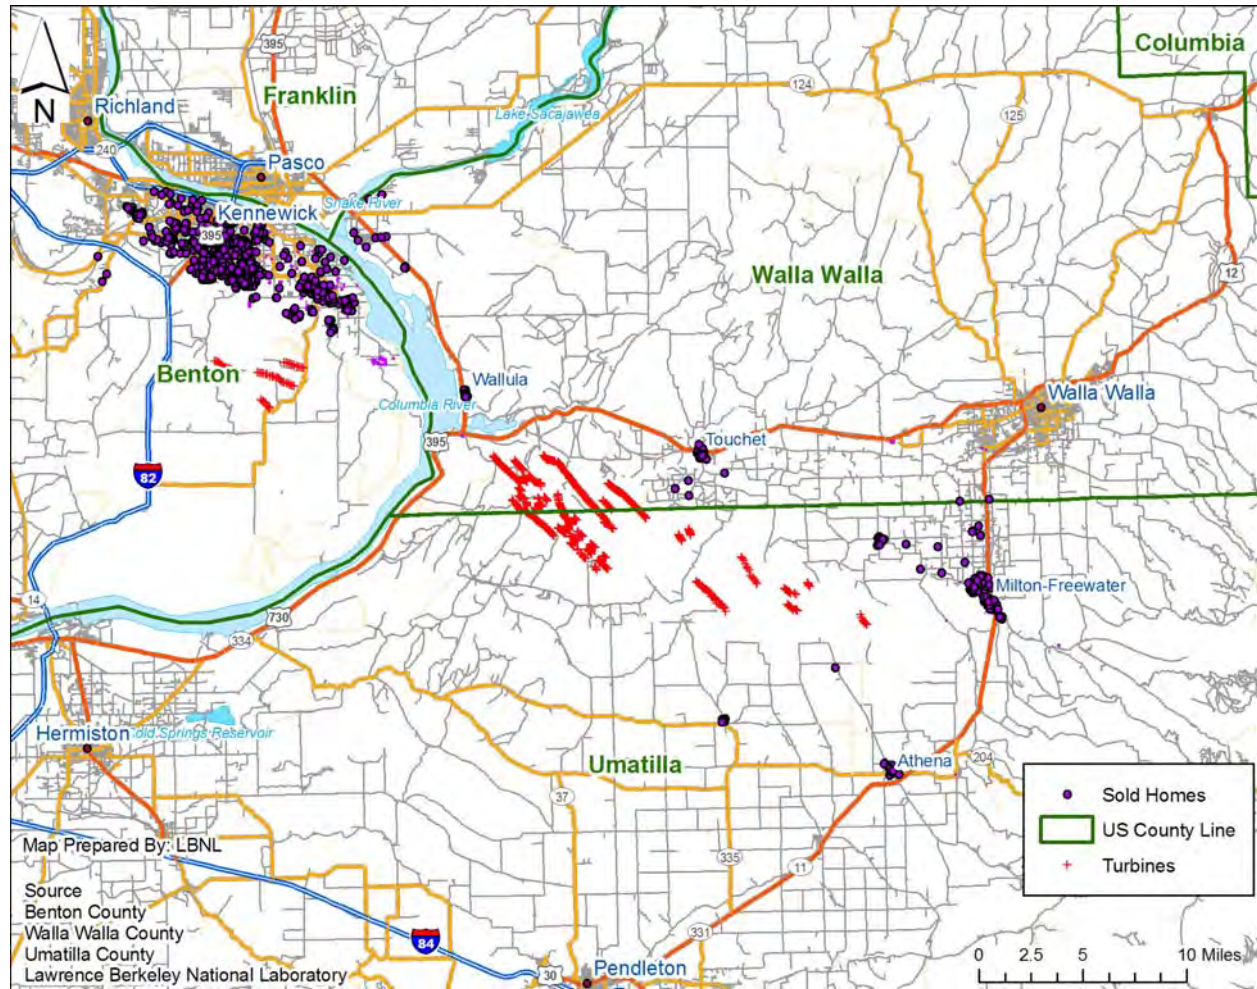 Columbia
395
124
Franklin
N
Richland
Lake Sacajawea
125
240
Pasco
Snake River
Kennewick
395
Walla Walla
12
Benton
Wallula
Walla Walla
Columbia River
395
Touchet
82
Milton-Freewater
14
730
334
Hermiston
Cold Springs Reservoir
Umatilla
Athena
204
37
335
11
331
84
30
Pendleton
Sold Homes
US County Line
Turbines
0 2.5 5 10 Miles
Map Prepared By: LBNL
Source
Benton County
Walla Walla County
Umatilla County
Lawrence Berkeley National Laboratory